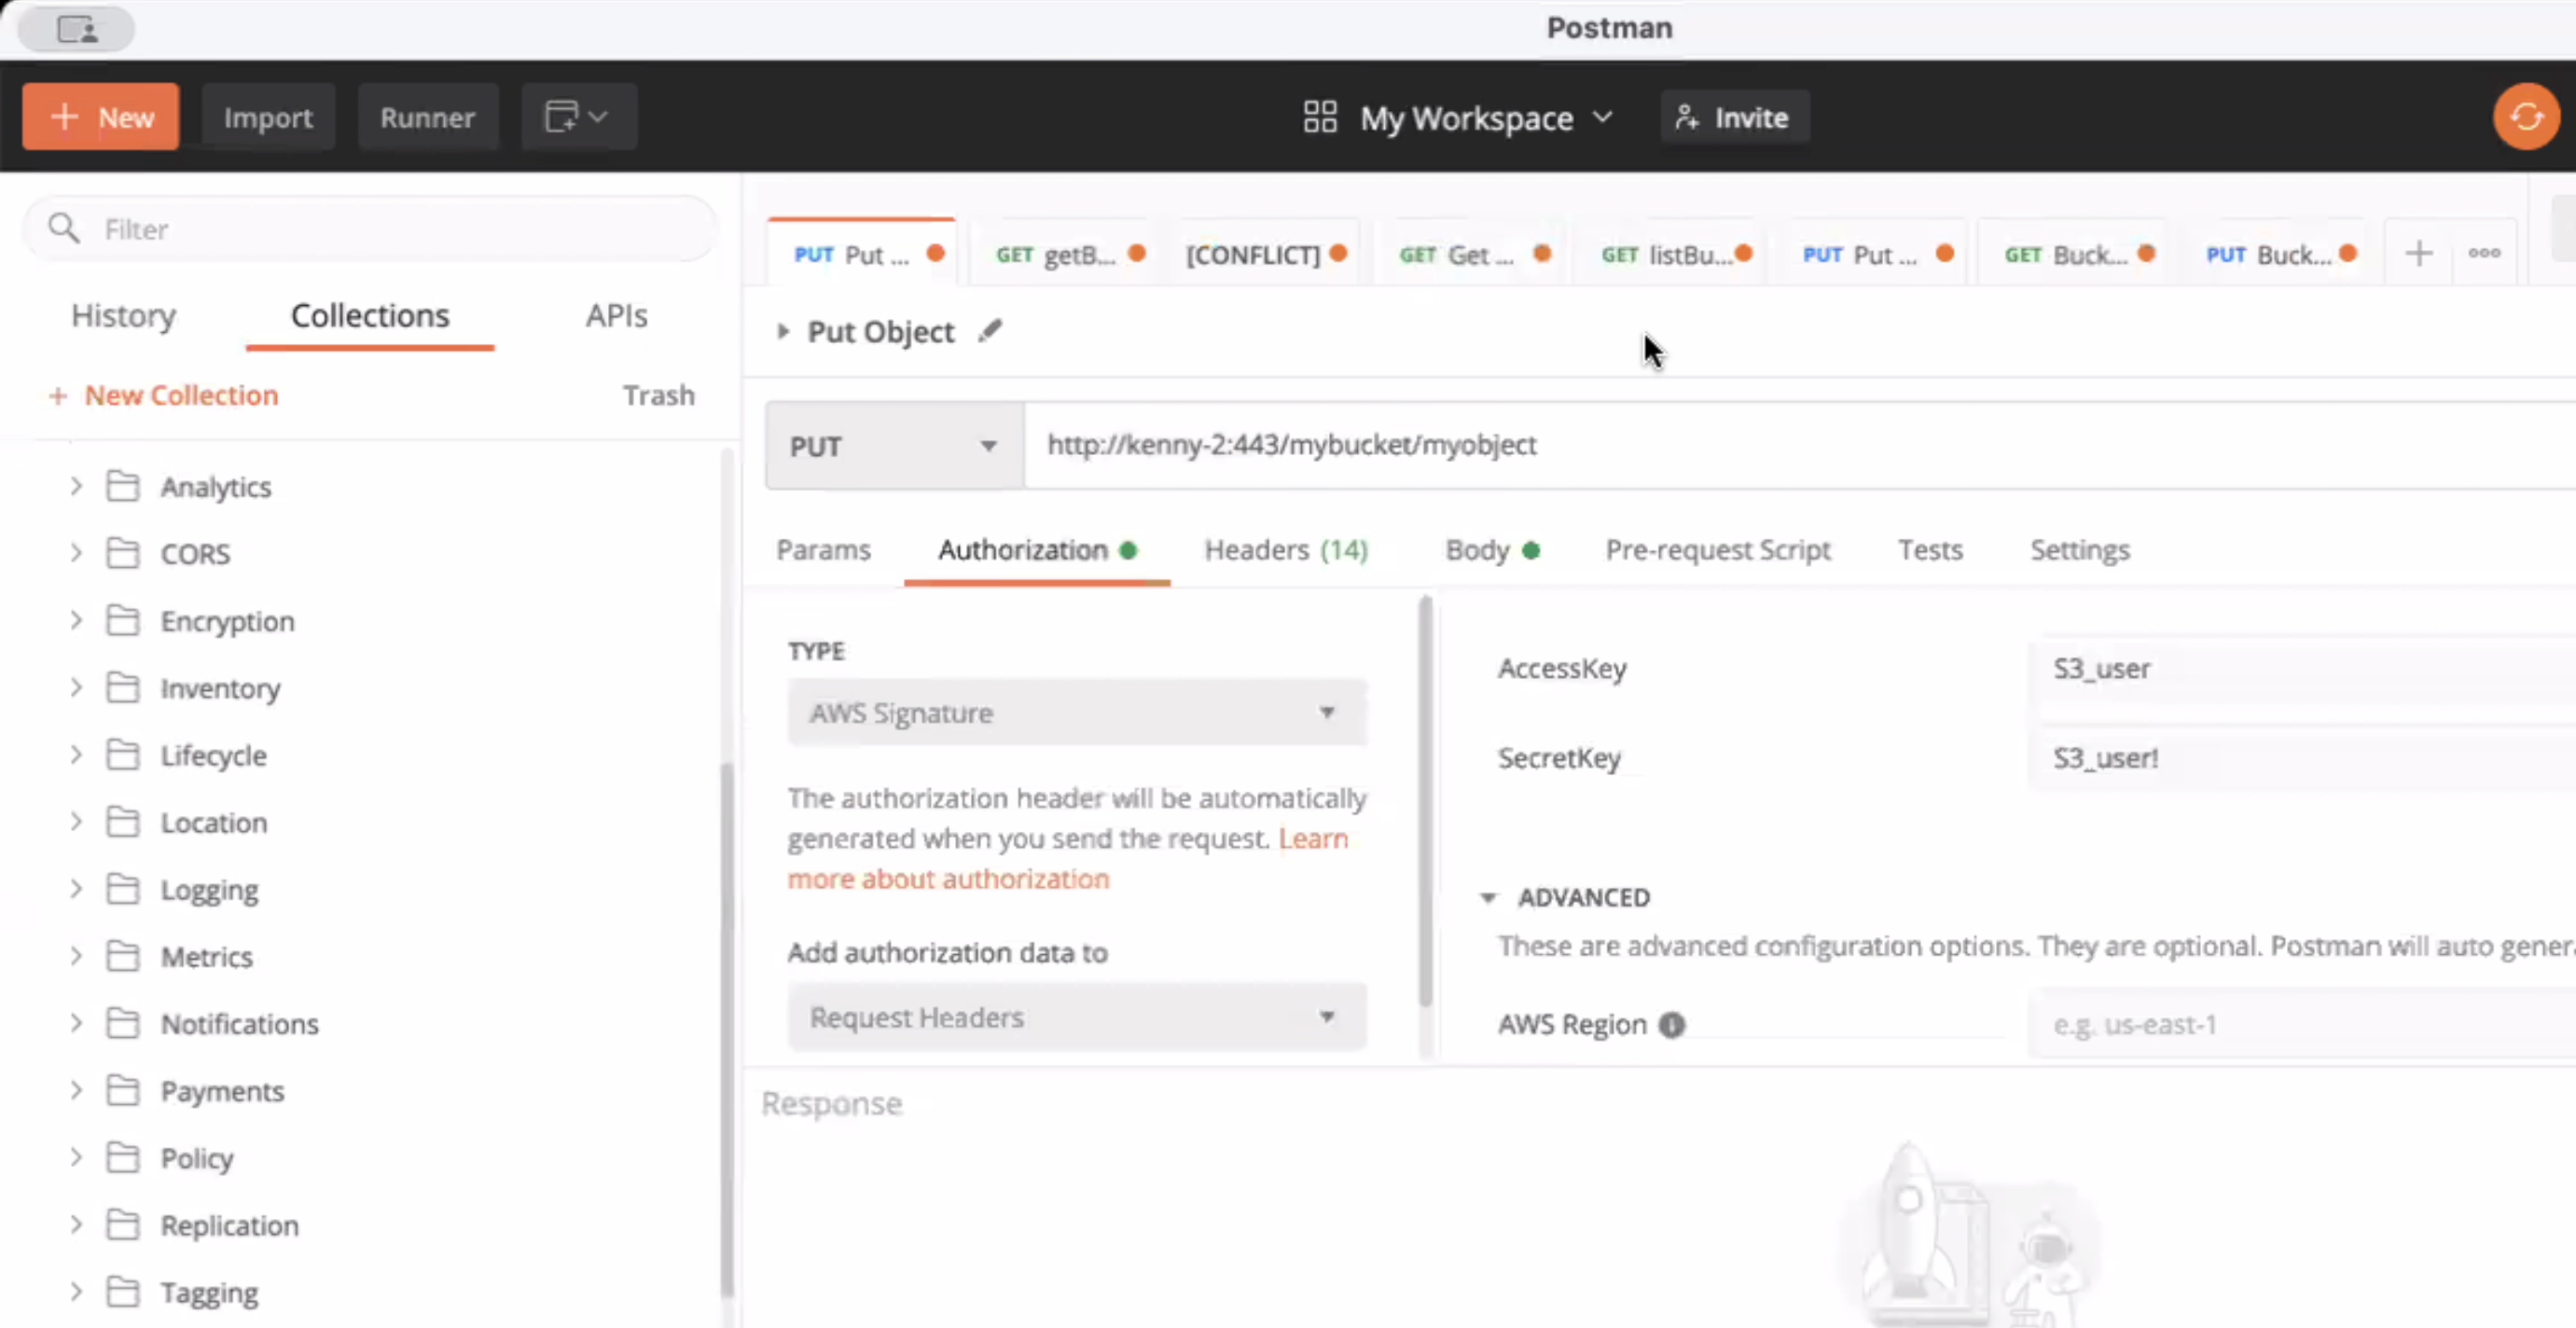 Postman
New
Import
Runner
My Workspace
Invite
Filter
History
Collections
APIs
+ New Collection
Trash
Analytics
CORS
Encryption
Inventory
Lifecycle
Location
Logging
Metrics
Notifications
Payments
Policy
Replication
Tagging
PUT Put ...
GET getB...
[CONFLICT]
GET Get ...
GET listBu...
PUT Put ...
GET Buck...
PUT Buck...
Put Object
PUT
http://kenny-2:443/mybucket/myobject
Params
Authorization
Headers (14)
Body
Pre-request Script
Tests
Settings
TYPE
AWS Signature
The authorization header will be automatically
generated when you send the request. Learn
more about authorization
Add authorization data to
Request Headers
AccessKey
S3_user
SecretKey
S3_user!
ADVANCED
These are advanced configuration options. They are optional. Postman will auto gener
AWS Region
e.g. us-east-1
Response